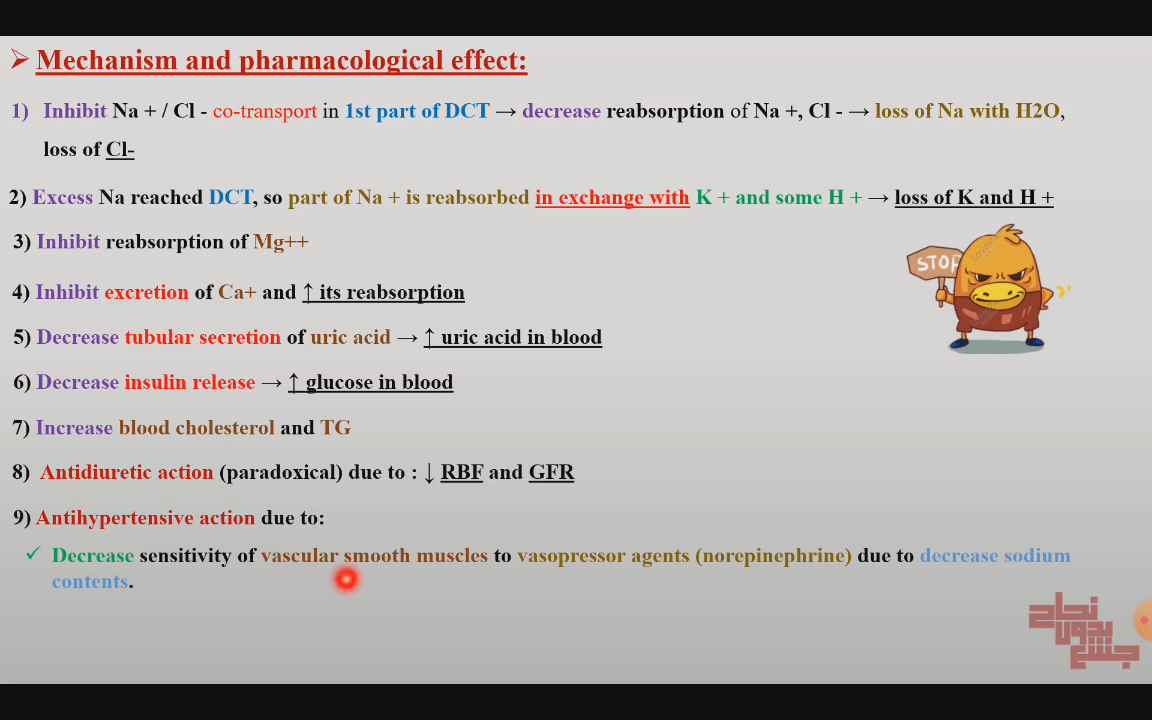 ➢ Mechanism and pharmacological effect:
1) Inhibit Na + / Cl - co-transport in 1st part of DCT → decrease reabsorption of Na +, Cl - → loss of Na with H2O,
loss of Cl-
2) Excess Na reached DCT, so part of Na + is reabsorbed in exchange with K + and some H + → loss of K and H +
3) Inhibit reabsorption of Mg++
STOP
4) Inhibit excretion of Ca+ and ↑ its reabsorption
5) Decrease tubular secretion of uric acid → ↑ uric acid in blood
6) Decrease insulin release → ↑ glucose in blood
7) Increase blood cholesterol and TG
8) Antidiuretic action (paradoxical) due to : ↓ RBF and GFR
9) Antihypertensive action due to:
✓ Decrease sensitivity of vascular smooth muscles to vasopressor agents (norepinephrine) due to decrease sodium
contents.
نجاح
بدون